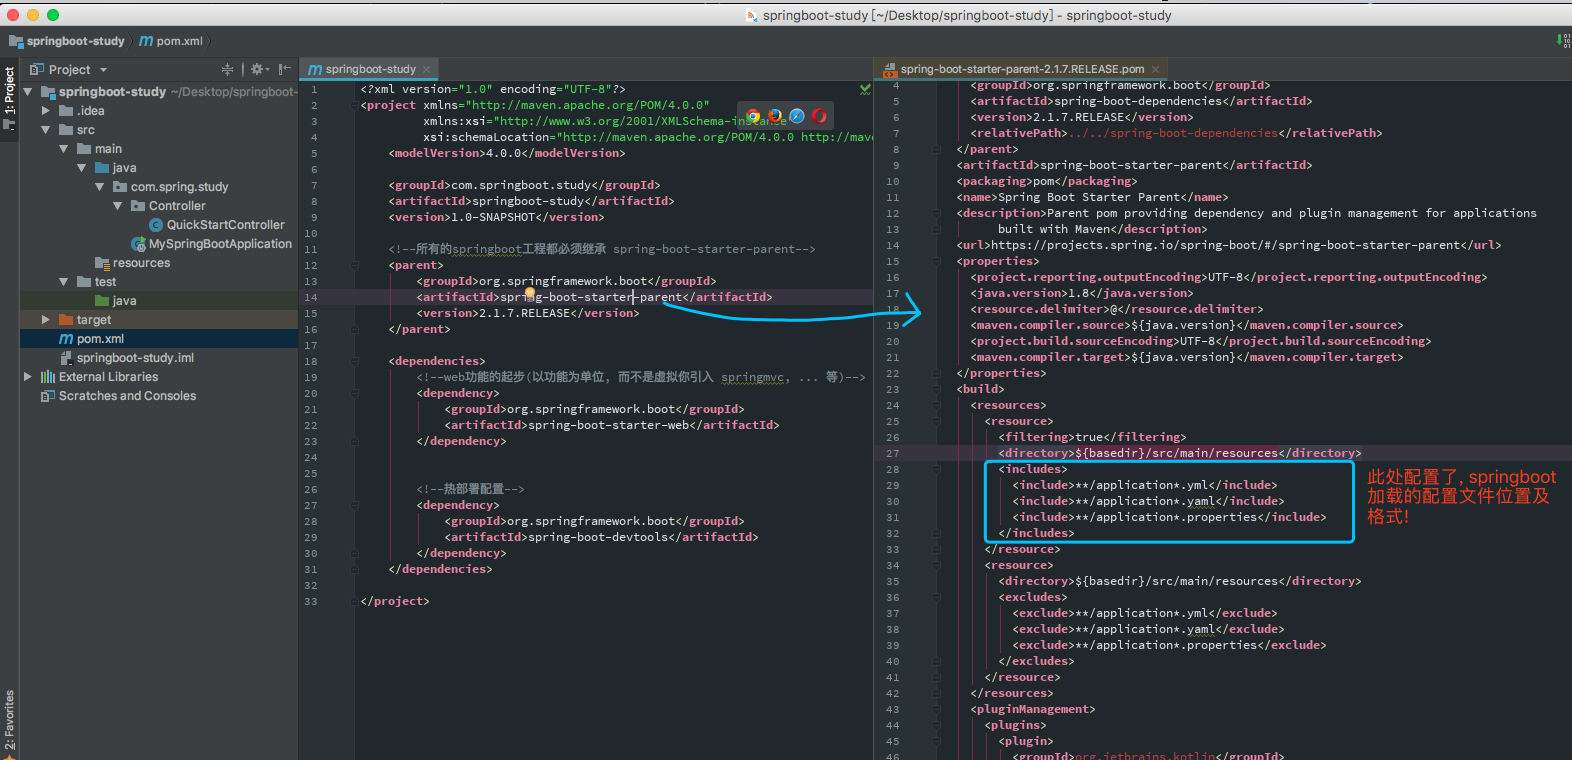 springboot-study [~/Desktop/springboot-study] - springboot-study
springboot-study
pom.xml
1: Project
2: Favorites
Project
springboot-study ~/Desktop/springboot-
.idea
src
main
java
com.spring.study
Controller
QuickStartController
MySpringBootApplication
resources
test
java
target
pom.xml
springboot-study.iml
External Libraries
Scratches and Consoles
springboot-study
1 <?xml version="1.0" encoding="UTF-8"?>
2 <project xmlns="http://maven.apache.org/POM/4.0.0"
3 xmlns:xsi="http://www.w3.org/2001/XMLSchema-instance"
4 xsi:schemaLocation="http://maven.apache.org/POM/4.0.0 http://mav
5 <modelVersion>4.0.0</modelVersion>
6
7 <groupId>com.springboot.study</groupId>
8 <artifactId>springboot-study</artifactId>
9 <version>1.0-SNAPSHOT</version>
10
11 <!--所有的springboot工程都必须继承 spring-boot-starter-parent-->
12 <parent>
13 <groupId>org.springframework.boot</groupId>
14 <artifactId>spring-boot-starter-parent</artifactId>
15 <version>2.1.7.RELEASE</version>
16 </parent>
17
18 <dependencies>
19 <!--web功能的起步(以功能为单位, 而不是虚拟你引入 springmvc, ... 等)-->
20 <dependency>
21 <groupId>org.springframework.boot</groupId>
22 <artifactId>spring-boot-starter-web</artifactId>
23 </dependency>
24
25
26 <!--热部署配置-->
27 <dependency>
28 <groupId>org.springframework.boot</groupId>
29 <artifactId>spring-boot-devtools</artifactId>
30 </dependency>
31 </dependencies>
32
33 </project>
spring-boot-starter-parent-2.1.7.RELEASE.pom
4 <groupId>org.springframework.boot</groupId>
5 <artifactId>spring-boot-dependencies</artifactId>
6 <version>2.1.7.RELEASE</version>
7 <relativePath>../../spring-boot-dependencies</relativePath>
8 </parent>
9 <artifactId>spring-boot-starter-parent</artifactId>
10 <packaging>pom</packaging>
11 <name>Spring Boot Starter Parent</name>
12 <description>Parent pom providing dependency and plugin management for applications
13 built with Maven</description>
14 <url>https://projects.spring.io/spring-boot/#/spring-boot-starter-parent</url>
15 <properties>
16 <project.reporting.outputEncoding>UTF-8</project.reporting.outputEncoding>
17 <java.version>1.8</java.version>
18 <resource.delimiter>@</resource.delimiter>
19 <maven.compiler.source>${java.version}</maven.compiler.source>
20 <project.build.sourceEncoding>UTF-8</project.build.sourceEncoding>
21 <maven.compiler.target>${java.version}</maven.compiler.target>
22 </properties>
23 <build>
24 <resources>
25 <resource>
26 <filtering>true</filtering>
27 <directory>${basedir}/src/main/resources</directory>
28 <includes>
29 <include>**/application*.yml</include>
30 <include>**/application*.yaml</include>
31 <include>**/application*.properties</include>
32 </includes>
33 </resource>
34 <resource>
35 <directory>${basedir}/src/main/resources</directory>
36 <excludes>
37 <exclude>**/application*.yml</exclude>
38 <exclude>**/application*.yaml</exclude>
39 <exclude>**/application*.properties</exclude>
40 </excludes>
41 </resource>
42 </resources>
43 <pluginManagement>
44 <plugins>
45 <plugin>
46 <groupId>org.jetbrains.kotlin</groupId>
此处配置了, springboot
加载的配置文件位置及
格式!